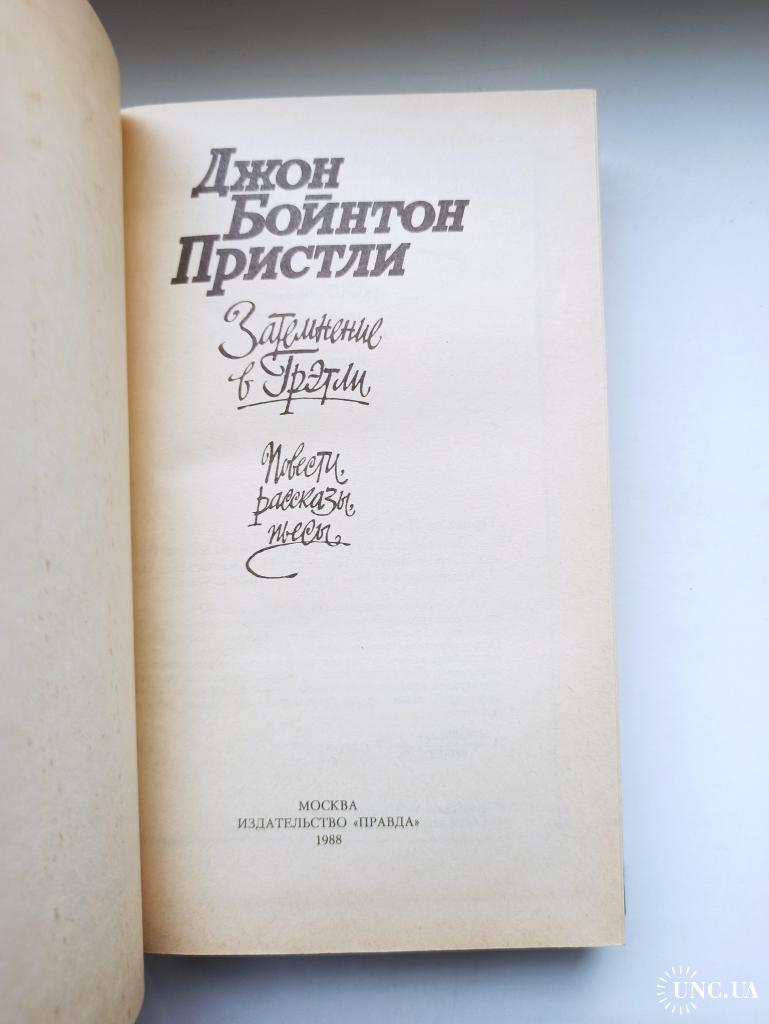 Джон
Бойнтон
Пристли
Затемнение
в Грэтли
Повести,
рассказы,
пьесы
МОСКВА
ИЗДАТЕЛЬСТВО «ПРАВДА»
1988
UNC.UA